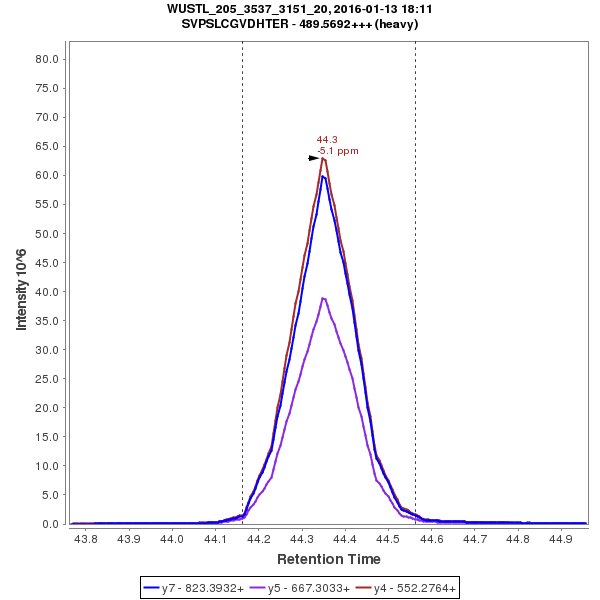 WUSTL_205_3537_3151_20, 2016-01-13 18:11
SVPSLCGVDHTER - 489.5692+++ (heavy)
44.3
-5.1 ppm
Intensity 10^6
80.0
75.0
70.0
65.0
60.0
55.0
50.0
45.0
40.0
35.0
30.0
25.0
20.0
15.0
10.0
5.0
0.0
43.8 43.9 44.0 44.1 44.2 44.3 44.4 44.5 44.6 44.7 44.8 44.9
Retention Time
y7 - 823.3932+ y5 - 667.3033+ y4 - 552.2764+